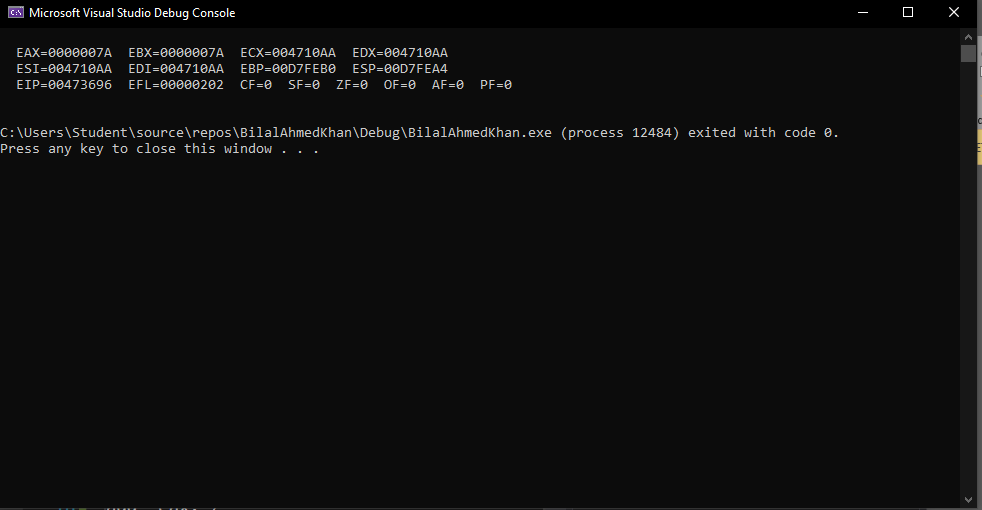 Microsoft Visual Studio Debug Console
EAX=0000007A  EBX=0000007A  ECX=004710AA  EDX=004710AA
ESI=004710AA  EDI=004710AA  EBP=00D7FEB0  ESP=00D7FEA4
EIP=00473696  EFL=00000202  CF=0  SF=0  ZF=0  OF=0  AF=0  PF=0
C:\Users\Student\source\repos\BilalAhmedKhan\Debug\BilalAhmedKhan.exe (process 12484) exited with code 0.
Press any key to close this window . . .